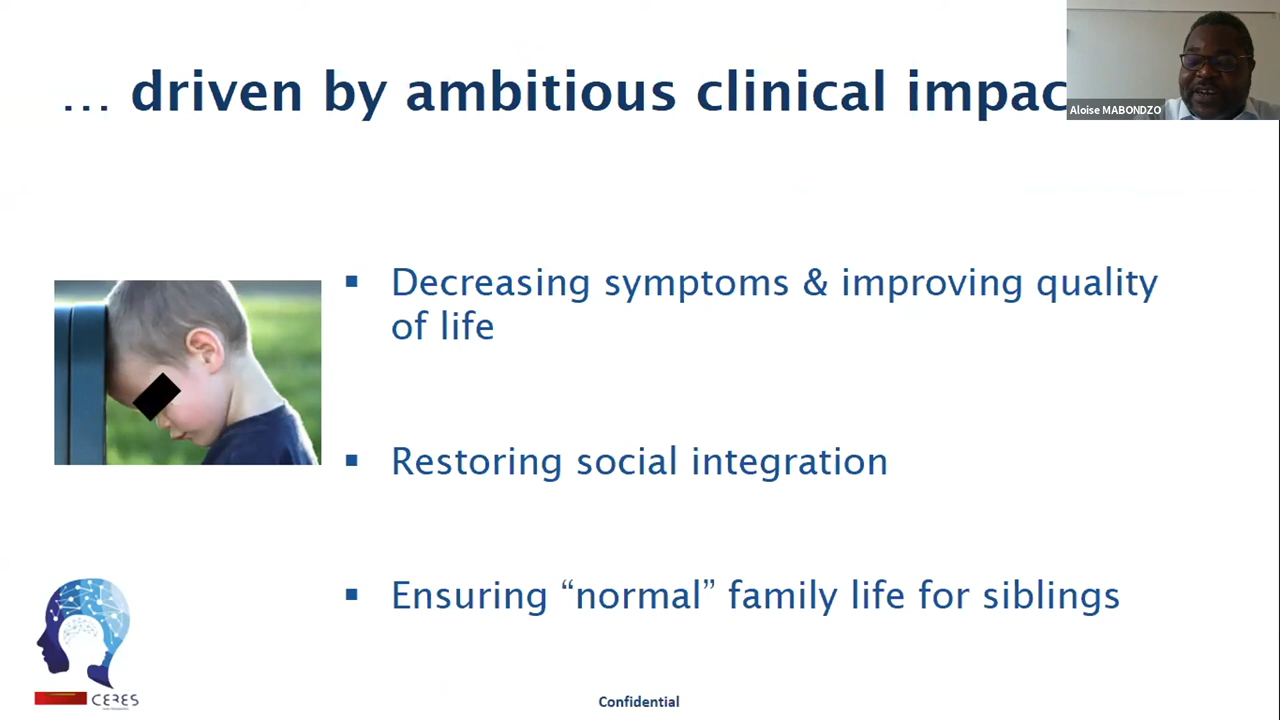 … driven by ambitious clinical impac
Aloise MABONDZO
▪ Decreasing symptoms & improving quality
of life
▪ Restoring social integration
▪ Ensuring “normal” family life for siblings
CERES
Confidential